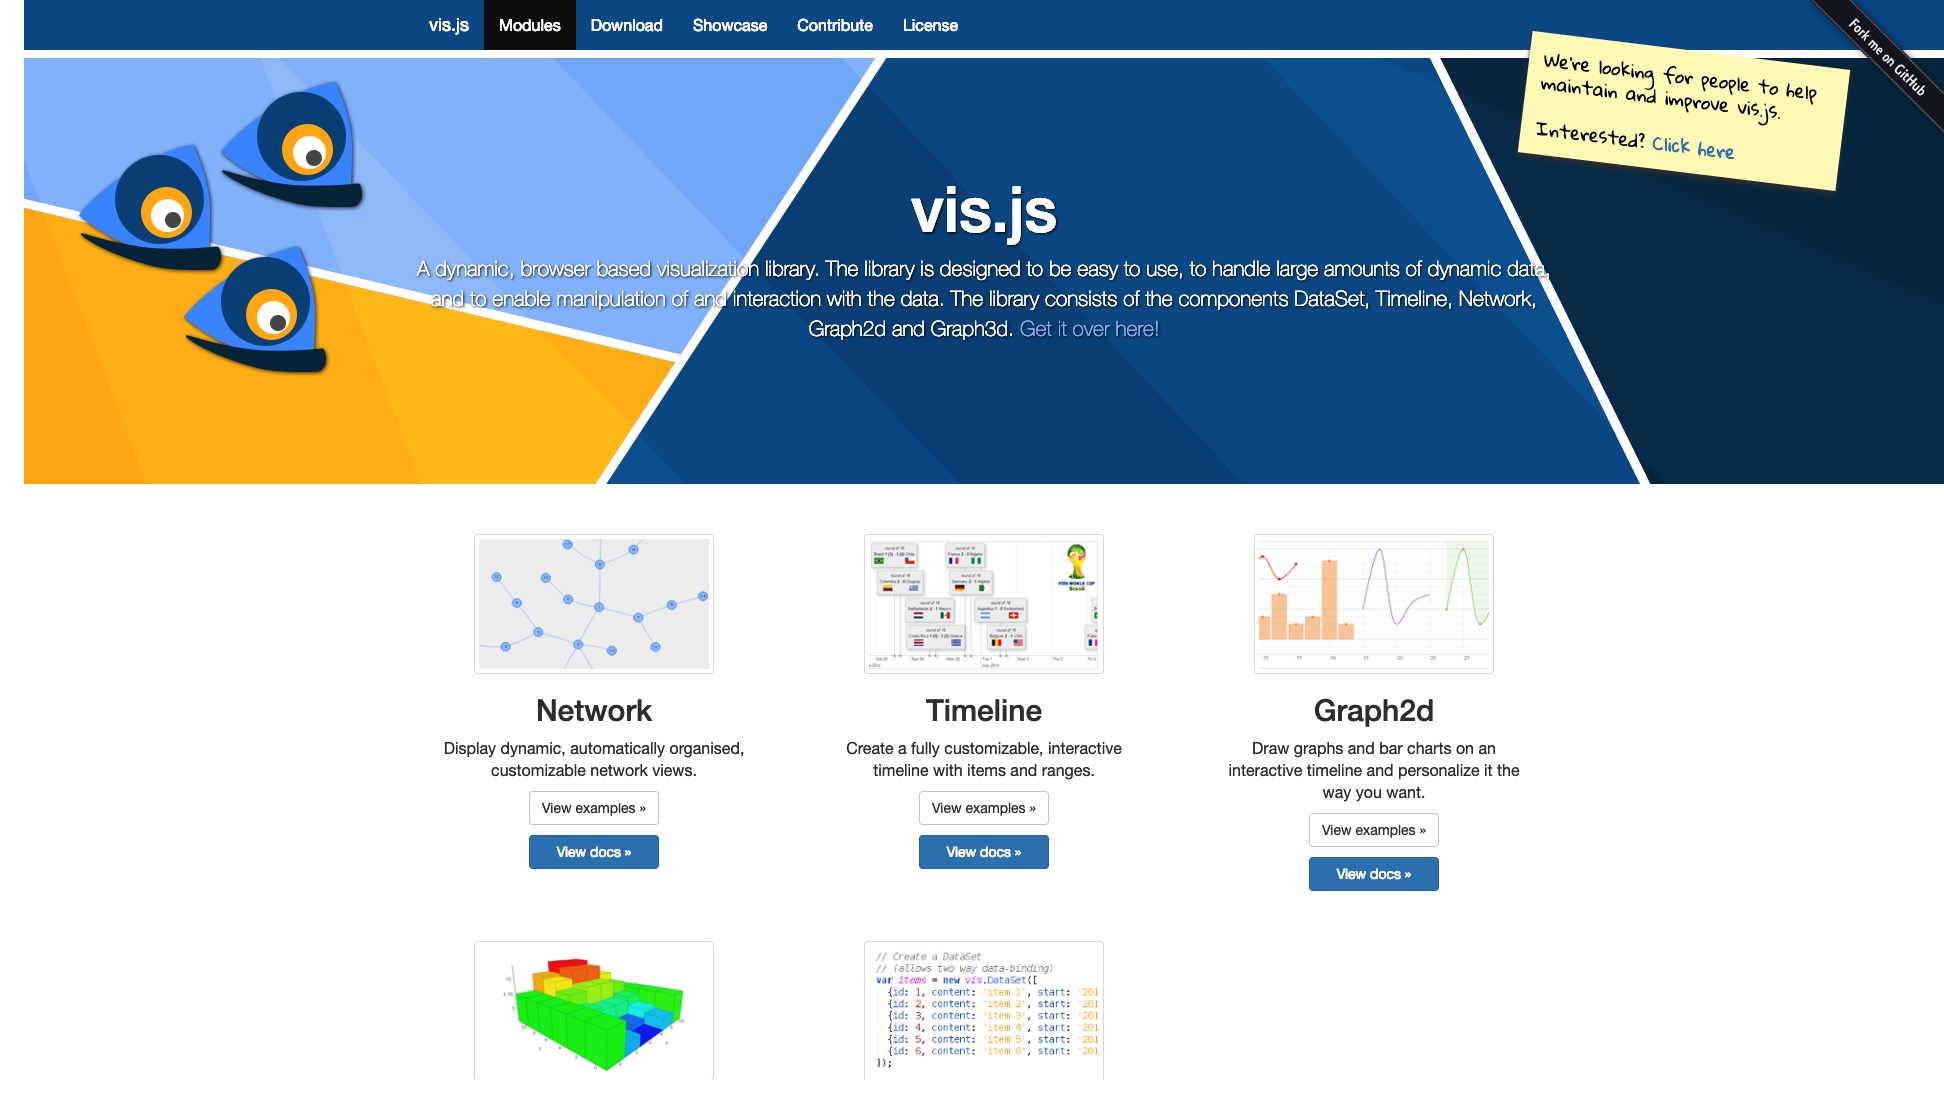 vis.js Modules Download Showcase Contribute License
Fork me on GitHub
We're looking for people to help
maintain and improve vis.js.
Interested? Click here
vis.js
A dynamic, browser based visualization library. The library is designed to be easy to use, to handle large amounts of dynamic data,
and to enable manipulation of and interaction with the data. The library consists of the components DataSet, Timeline, Network,
Graph2d and Graph3d. Get it over here!
Network
Display dynamic, automatically organised,
customizable network views.
View examples »
View docs »
Timeline
Create a fully customizable, interactive
timeline with items and ranges.
View examples »
View docs »
15 17 19 21 23 25 27
Graph2d
Draw graphs and bar charts on an
interactive timeline and personalize it the
way you want.
View examples »
View docs »
// Create a DataSet
// (allows two way data-binding)
var items = new vis.DataSet([
{id: 1, content: 'item 1', start: '201
{id: 2, content: 'item 2', start: '201
{id: 3, content: 'item 3', start: '201
{id: 4, content: 'item 4', start: '201
{id: 5, content: 'item 5', start: '201
{id: 6, content: 'item 6', start: '201
]);